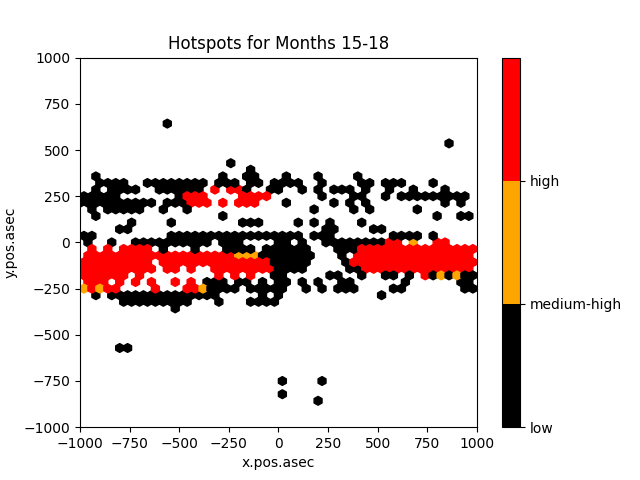 Hotspots for Months 15-18
1000
750
500
250
0
−250
−500
−750
−1000
y.pos.asec
−1000 −750 −500 −250 0 250 500 750 1000
x.pos.asec
high
medium-high
low